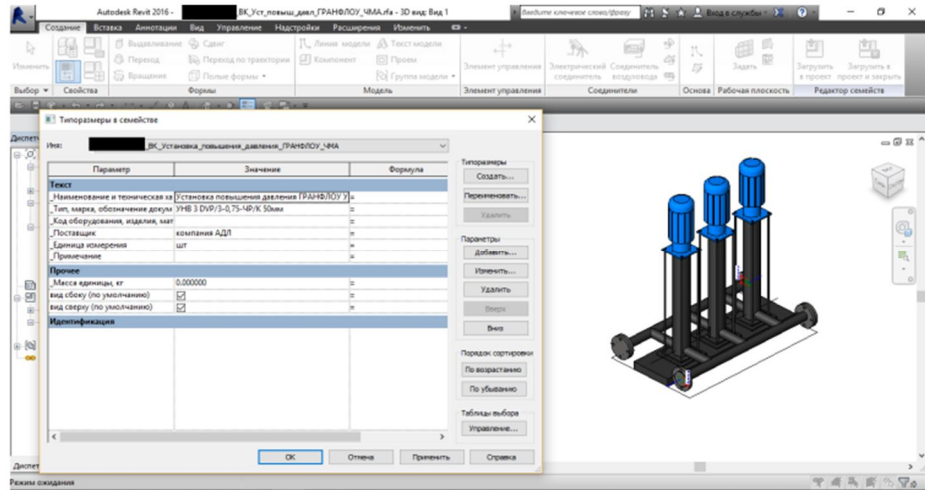 Autodesk Revit 2016 - ВК_Уст_повыш_давл_ГРАНФЛОУ_ЧМА.rfa - 3D вид: Вид 1
Введите ключевое слово/фразу
Вход в службы
Создание Вставка Аннотации Вид Управление Надстройки Расширения Изменить
Изменить
Выдавливание Сдвиг
Переход Переход по траектории
Вращение Полые формы
Линия модели А Текст модели
Компонент Проем
Группа модели
Элемент управления
Электрический соединитель
Соединитель воздуховода
Задать
Загрузить в проект
Загрузить в проект и закрыть
Выбор Свойства Формы Модель Элемент управления Соединители Основа Рабочая плоскость Редактор семейств
Типоразмеры в семействе
Диспет
Имя: _ВК_Установка_повышения_давления_ГРАНФЛОУ_ЧМА
Параметр Значение Формула
Текст
_Наименование и техническая ха Установка повышения давления ГРАНФЛОУ У =
_Тип, марка, обозначение докум УНВ 3 DVP/3-0,75-ЧР/К 50мм =
_Код оборудования, изделия, мат =
_Поставщик компания АДЛ =
_Единица измерения шт =
_Примечание =
Прочее
_Масса единицы, кг 0.000000 =
вид сбоку (по умолчанию) =
вид сверху (по умолчанию) =
Идентификация
Типоразмеры
Создать...
Переименовать...
Удалить
Параметры
Добавить...
Изменить...
Удалить
Вверх
Вниз
Порядок сортировки
По возрастанию
По убыванию
Таблицы выбора
Управление...
ОК Отмена Применить Справка
Диспет
Режим ожидания